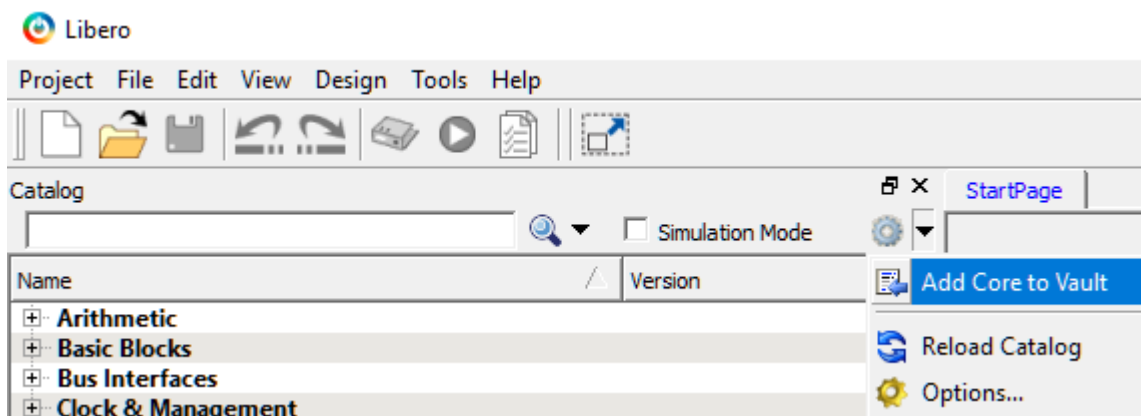 Libero
Project File Edit View Design Tools Help
Catalog
StartPage
Simulation Mode
Name Version
Add Core to Vault
Arithmetic
Basic Blocks
Reload Catalog
Bus Interfaces
Options...
Clock & Management